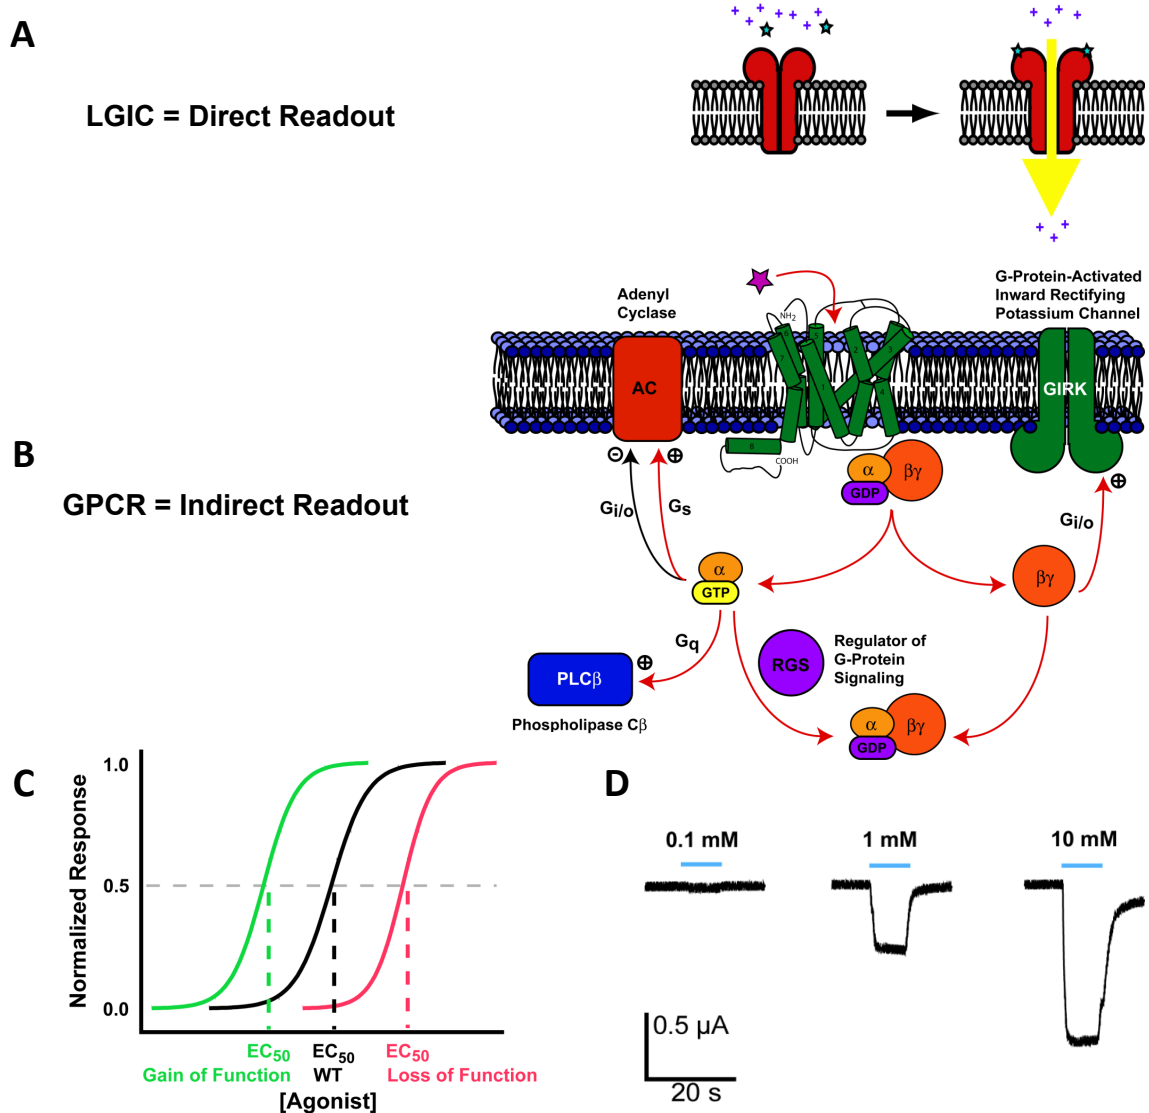 A
LGIC = Direct Readout
B
GPCR = Indirect Readout
Adenyl
Cyclase
G-Protein-Activated
Inward Rectifying
Potassium Channel
NH2
AC
GIRK
COOH
α
βγ
GDP
Gi/o
Gs
Gi/o
α
GTP
βγ
Gq
RGS
Regulator of
G-Protein
Signaling
PLCβ
Phospholipase Cβ
α
βγ
GDP
C
Normalized Response
1.0
0.5
0.0
EC50
Gain of Function
EC50
WT
EC50
Loss of Function
[Agonist]
D
0.1 mM
1 mM
10 mM
0.5 µA
20 s